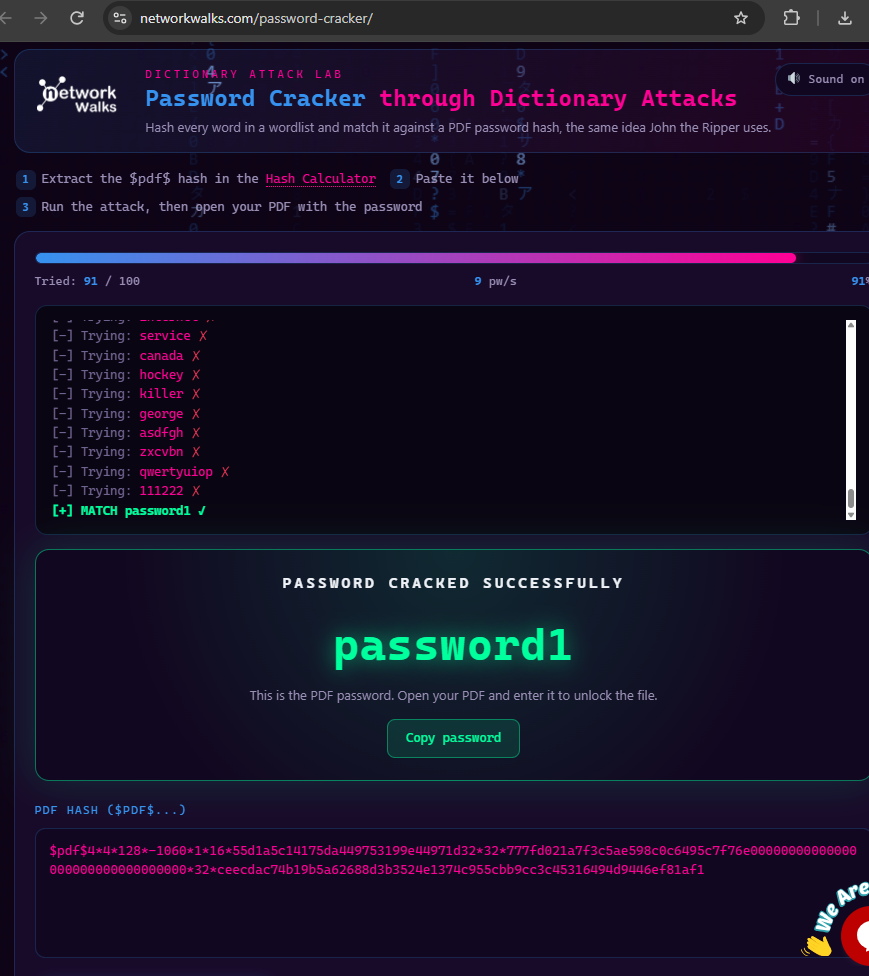 networkwalks.com/password-cracker/
DICTIONARY ATTACK LAB
network Walks
Password Cracker through Dictionary Attacks
Sound on
Hash every word in a wordlist and match it against a PDF password hash, the same idea John the Ripper uses.
1 Extract the $pdf$ hash in the Hash Calculator 2 Paste it below
3 Run the attack, then open your PDF with the password
Tried: 91 / 100 9 pw/s 91%
[-] Trying: service ✗
[-] Trying: canada ✗
[-] Trying: hockey ✗
[-] Trying: killer ✗
[-] Trying: george ✗
[-] Trying: asdfgh ✗
[-] Trying: zxcvbn ✗
[-] Trying: qwertyuiop ✗
[-] Trying: 111222 ✗
[+] MATCH password1 ✓
PASSWORD CRACKED SUCCESSFULLY
password1
This is the PDF password. Open your PDF and enter it to unlock the file.
Copy password
PDF HASH ($PDF$...)
$pdf$4*4*128*-1060*1*16*55d1a5c14175da449753199e44971d32*32*777fd021a7f3c5ae598c0c6495c7f76e00000000000000
000000000000000000*32*ceecdac74b19b5a62688d3b3524e1374c955cbb9cc3c45316494d9446ef81af1
We Are